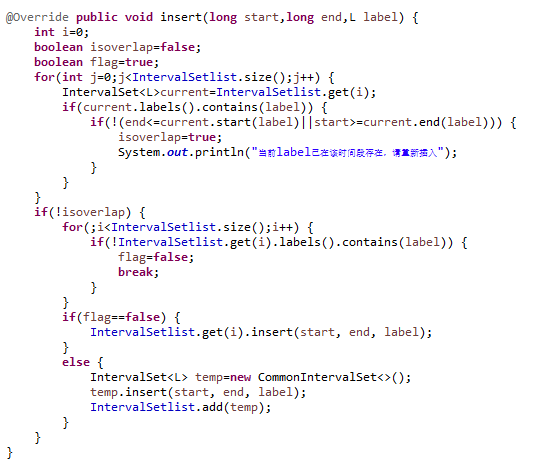 @Override public void insert(long start,long end,L label) {
int i=0;
boolean isoverlap=false;
boolean flag=true;
for(int j=0;j<IntervalSetlist.size();j++) {
IntervalSet<L>current=IntervalSetlist.get(i);
if(current.labels().contains(label)) {
if(!(end<=current.start(label)||start>=current.end(label))) {
isoverlap=true;
System.out.println("当前label已在该时间段存在，请重新插入");
}
}
}
if(!isoverlap) {
for(;i<IntervalSetlist.size();i++) {
if(!IntervalSetlist.get(i).labels().contains(label)) {
flag=false;
break;
}
}
if(flag==false) {
IntervalSetlist.get(i).insert(start, end, label);
}
else {
IntervalSet<L> temp=new CommonIntervalSet<>();
temp.insert(start, end, label);
IntervalSetlist.add(temp);
}
}
}